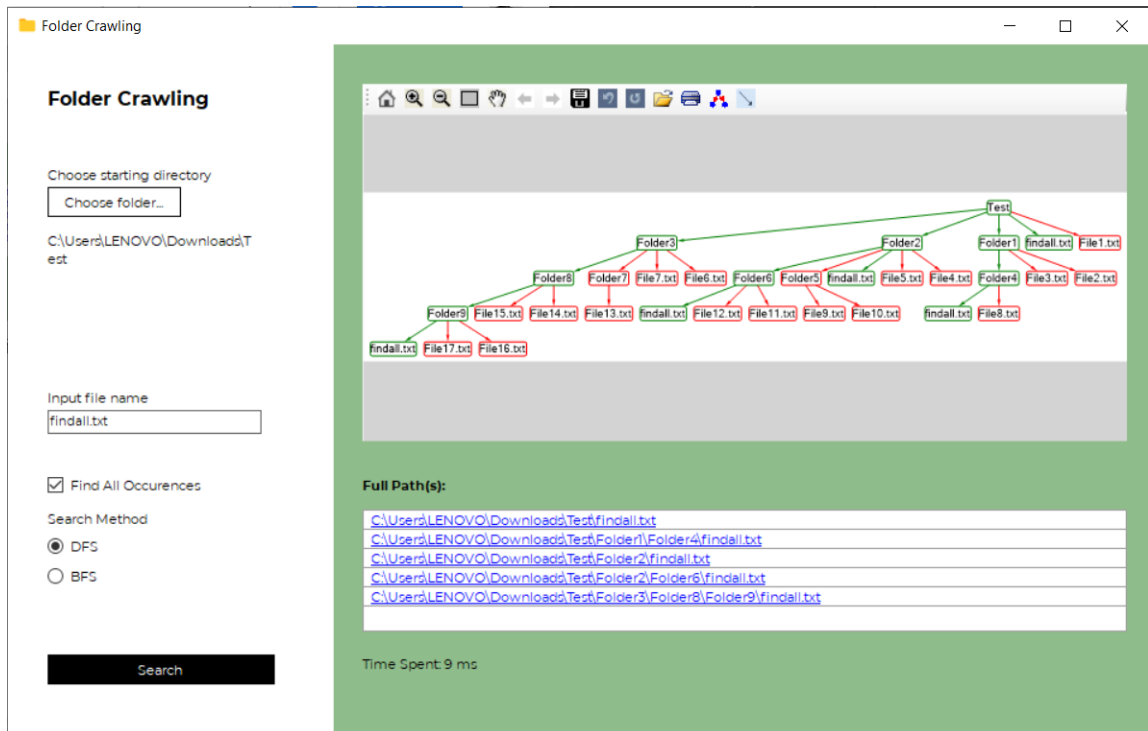 Folder Crawling
Folder Crawling
Choose starting directory
Choose folder...
C:\Users\LENOVO\Downloads\T
est
Input file name
findall.txt
Find All Occurences
Search Method
DFS
BFS
Search
Test
Folder3 Folder2 Folder1 findall.txt File1.txt
Folder8 Folder7 File7.txt File6.txt Folder6 Folder5 findall.txt File5.txt File4.txt Folder4 File3.txt File2.txt
Folder9 File15.txt File14.txt File13.txt findall.txt File12.txt File11.txt File9.txt File10.txt findall.txt File8.txt
findall.txt File17.txt File16.txt
Full Path(s):
C:\Users\LENOVO\Downloads\Test\findall.txt
C:\Users\LENOVO\Downloads\Test\Folder1\Folder4\findall.txt
C:\Users\LENOVO\Downloads\Test\Folder2\findall.txt
C:\Users\LENOVO\Downloads\Test\Folder2\Folder6\findall.txt
C:\Users\LENOVO\Downloads\Test\Folder3\Folder8\Folder9\findall.txt
Time Spent: 9 ms